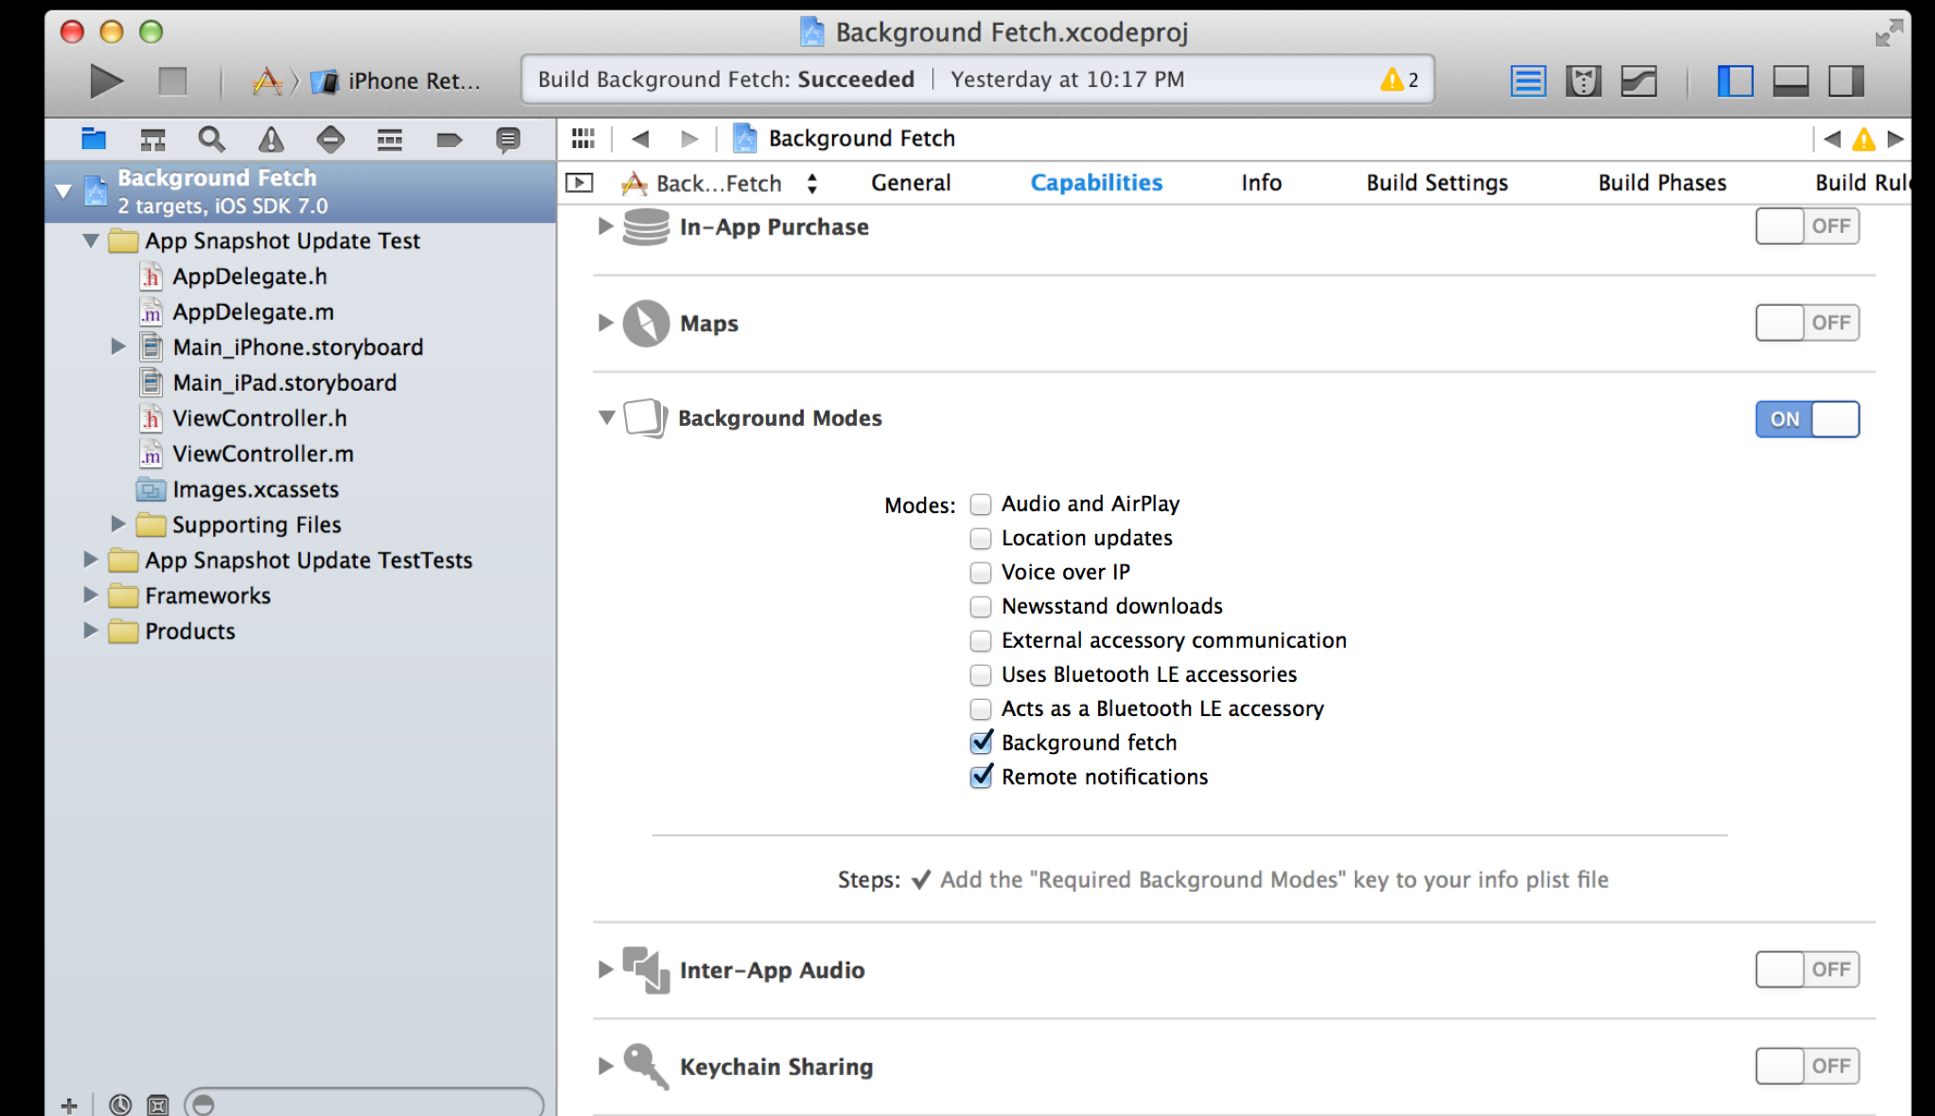 Background Fetch.xcodeproj
iPhone Ret...
Build Background Fetch: Succeeded | Yesterday at 10:17 PM
2
Background Fetch
Background Fetch
2 targets, iOS SDK 7.0
App Snapshot Update Test
AppDelegate.h
AppDelegate.m
Main_iPhone.storyboard
Main_iPad.storyboard
ViewController.h
ViewController.m
Images.xcassets
Supporting Files
App Snapshot Update TestTests
Frameworks
Products
Back...Fetch General Capabilities Info Build Settings Build Phases Build Rul
In-App Purchase OFF
Maps OFF
Background Modes ON
Modes: Audio and AirPlay
Location updates
Voice over IP
Newsstand downloads
External accessory communication
Uses Bluetooth LE accessories
Acts as a Bluetooth LE accessory
Background fetch
Remote notifications
Steps: ✓ Add the "Required Background Modes" key to your info plist file
Inter-App Audio OFF
Keychain Sharing OFF